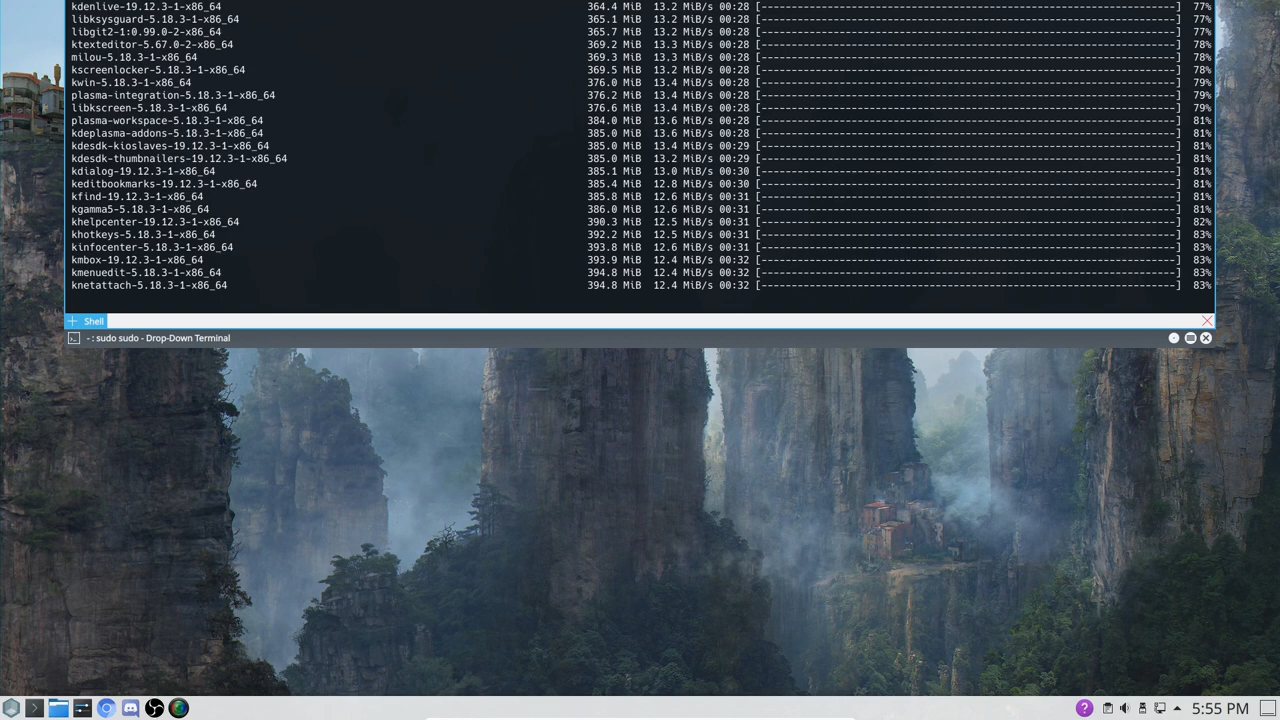 kdenlive-19.12.3-1-x86_64 364.4 MiB 13.2 MiB/s 00:28 [----------------------------------------------------------------------] 77%
libksysguard-5.18.3-1-x86_64 365.1 MiB 13.2 MiB/s 00:28 [----------------------------------------------------------------------] 77%
libgit2-1:0.99.0-2-x86_64 365.7 MiB 13.2 MiB/s 00:28 [----------------------------------------------------------------------] 77%
ktexteditor-5.67.0-2-x86_64 369.2 MiB 13.3 MiB/s 00:28 [----------------------------------------------------------------------] 78%
milou-5.18.3-1-x86_64 369.3 MiB 13.3 MiB/s 00:28 [----------------------------------------------------------------------] 78%
kscreenlocker-5.18.3-1-x86_64 369.5 MiB 13.2 MiB/s 00:28 [----------------------------------------------------------------------] 78%
kwin-5.18.3-1-x86_64 376.0 MiB 13.4 MiB/s 00:28 [----------------------------------------------------------------------] 79%
plasma-integration-5.18.3-1-x86_64 376.2 MiB 13.4 MiB/s 00:28 [----------------------------------------------------------------------] 79%
libkscreen-5.18.3-1-x86_64 376.6 MiB 13.4 MiB/s 00:28 [----------------------------------------------------------------------] 79%
plasma-workspace-5.18.3-1-x86_64 384.0 MiB 13.6 MiB/s 00:28 [----------------------------------------------------------------------] 81%
kdeplasma-addons-5.18.3-1-x86_64 385.0 MiB 13.6 MiB/s 00:28 [----------------------------------------------------------------------] 81%
kdesdk-kioslaves-19.12.3-1-x86_64 385.0 MiB 13.4 MiB/s 00:29 [----------------------------------------------------------------------] 81%
kdesdk-thumbnailers-19.12.3-1-x86_64 385.0 MiB 13.2 MiB/s 00:29 [----------------------------------------------------------------------] 81%
kdialog-19.12.3-1-x86_64 385.1 MiB 13.0 MiB/s 00:30 [----------------------------------------------------------------------] 81%
keditbookmarks-19.12.3-1-x86_64 385.4 MiB 12.8 MiB/s 00:30 [----------------------------------------------------------------------] 81%
kfind-19.12.3-1-x86_64 385.8 MiB 12.6 MiB/s 00:31 [----------------------------------------------------------------------] 81%
kgamma5-5.18.3-1-x86_64 386.0 MiB 12.6 MiB/s 00:31 [----------------------------------------------------------------------] 81%
khelpcenter-19.12.3-1-x86_64 390.3 MiB 12.5 MiB/s 00:31 [----------------------------------------------------------------------] 82%
khotkeys-5.18.3-1-x86_64 392.2 MiB 12.5 MiB/s 00:31 [----------------------------------------------------------------------] 83%
kinfocenter-5.18.3-1-x86_64 393.8 MiB 12.6 MiB/s 00:31 [----------------------------------------------------------------------] 83%
kmbox-19.12.3-1-x86_64 393.9 MiB 12.4 MiB/s 00:32 [----------------------------------------------------------------------] 83%
kmenuedit-5.18.3-1-x86_64 394.8 MiB 12.4 MiB/s 00:32 [----------------------------------------------------------------------] 83%
knetattach-5.18.3-1-x86_64 394.8 MiB 12.4 MiB/s 00:32 [----------------------------------------------------------------------] 83%
Shell
- : sudo sudo - Drop-Down Terminal
5:55 PM